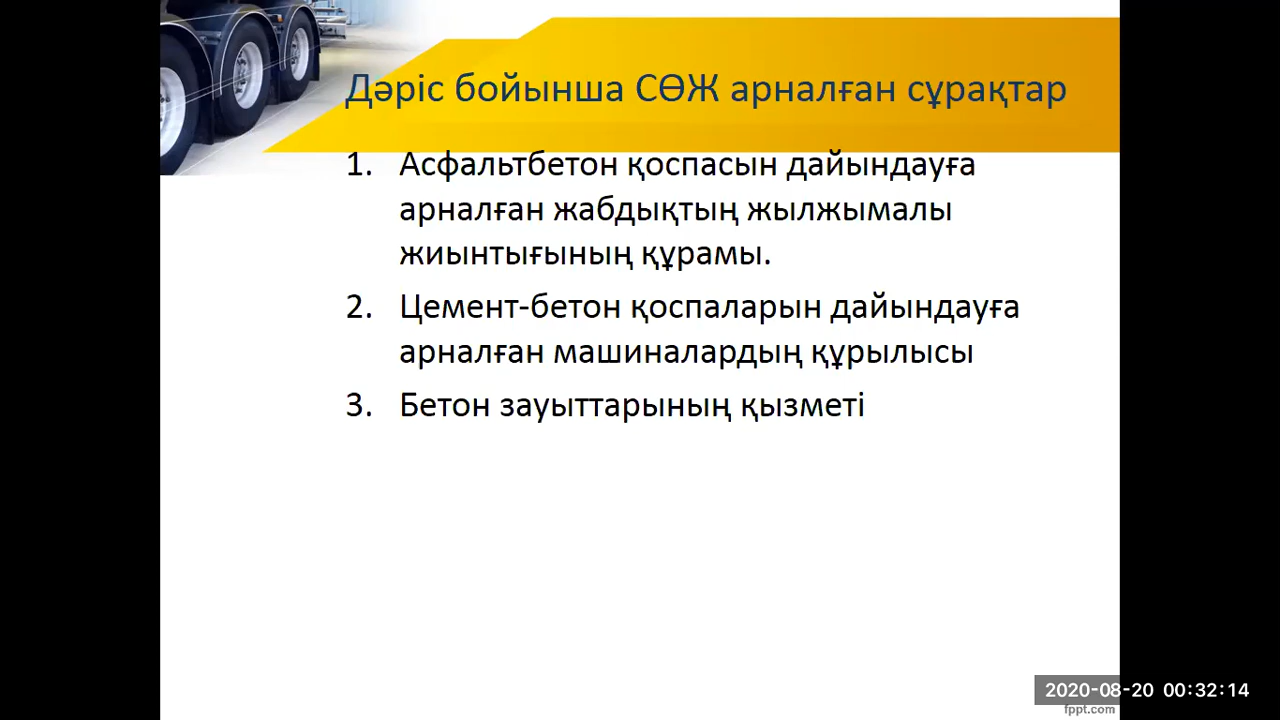 Дәріс бойынша СӨЖ арналған сұрақтар
1. Асфальтбетон қоспасын дайындауға
арналған жабдықтың жылжымалы
жиынтығының құрамы.
2. Цемент-бетон қоспаларын дайындауға
арналған машиналардың құрылысы
3. Бетон зауыттарының қызметі
2020-08-20 00:32:14
fppt.com